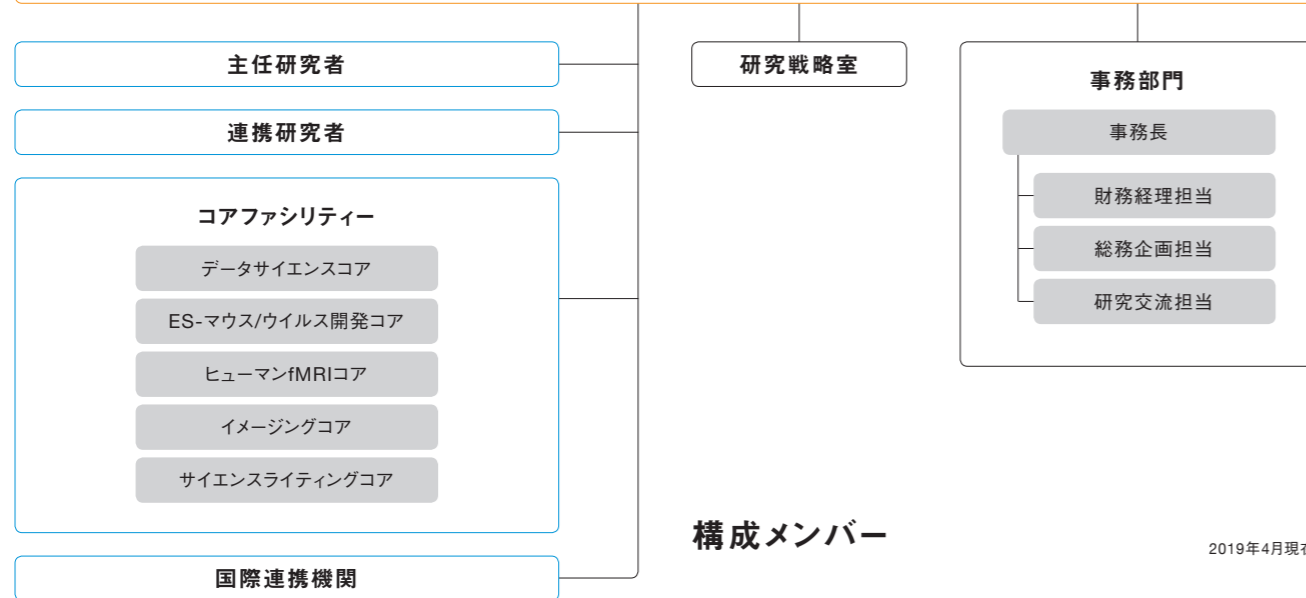 主任研究者
連携研究者
コアファシリティー
データサイエンスコア
ES-マウス/ウイルス開発コア
ヒューマンfMRIコア
イメージングコア
サイエンスライティングコア
国際連携機関
研究戦略室
事務部門
事務長
財務経理担当
総務企画担当
研究交流担当
構成メンバー
2019年4月現在